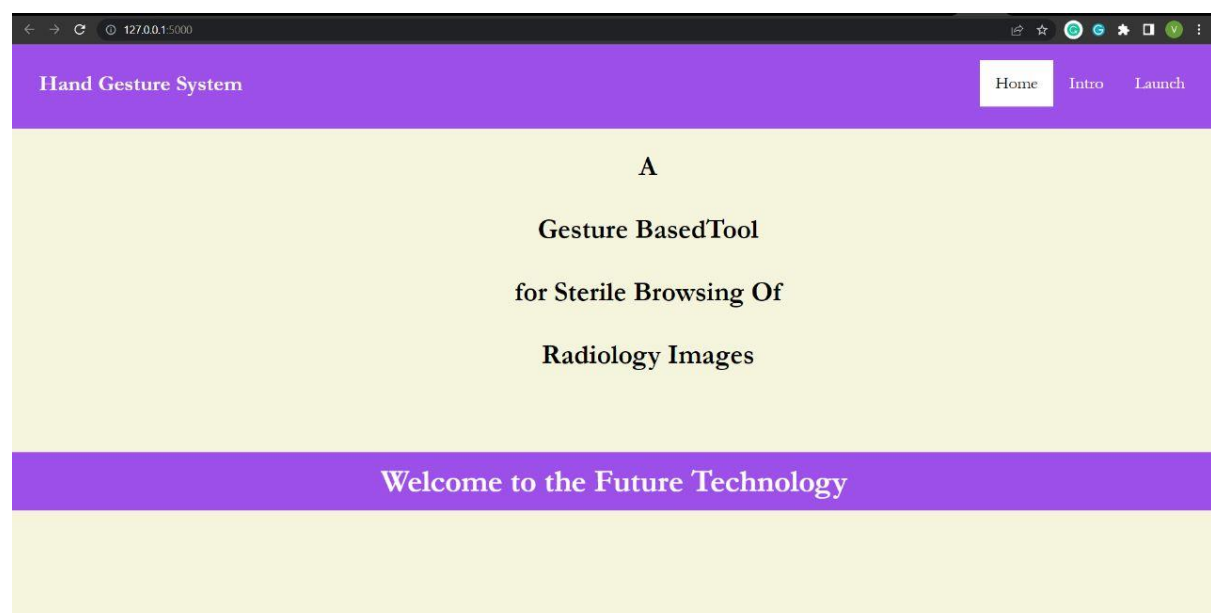 127.0.0.1:5000
V
Hand Gesture System
Home Intro Launch
A
Gesture BasedTool
for Sterile Browsing Of
Radiology Images
Welcome to the Future Technology